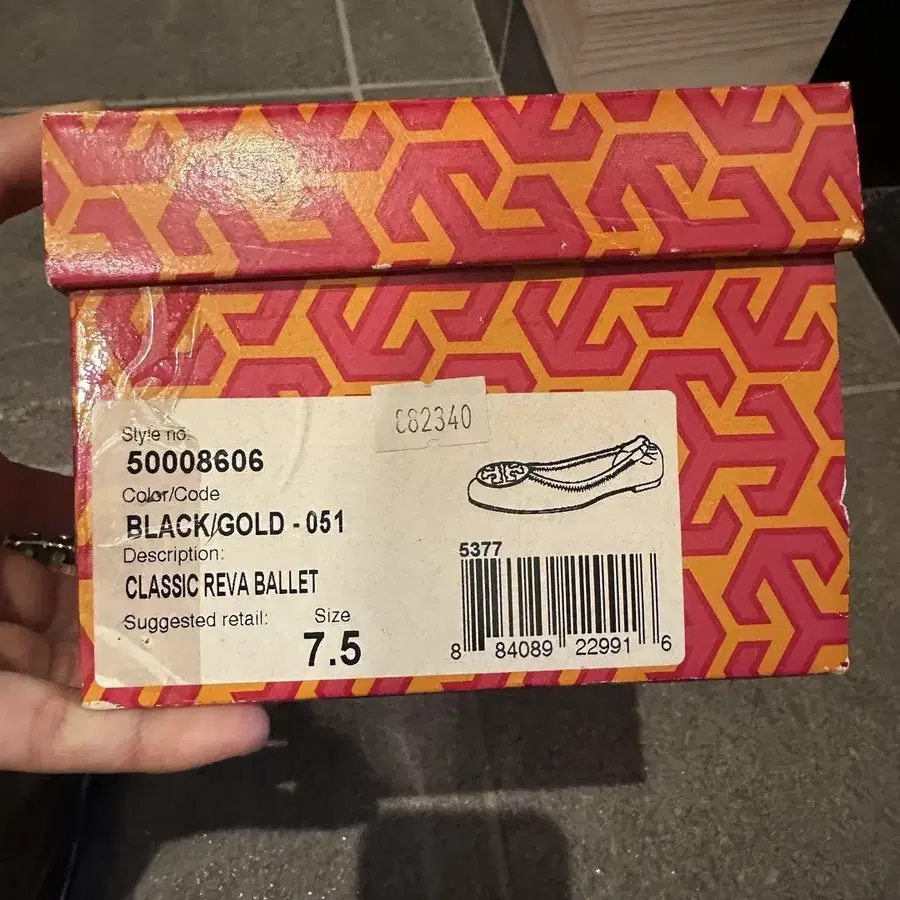 C82340
Style no:
50008606
Color/Code
BLACK/GOLD - 051
Description:
CLASSIC REVA BALLET
Suggested retail:
Size
7.5
5377
8 84089 22991 6